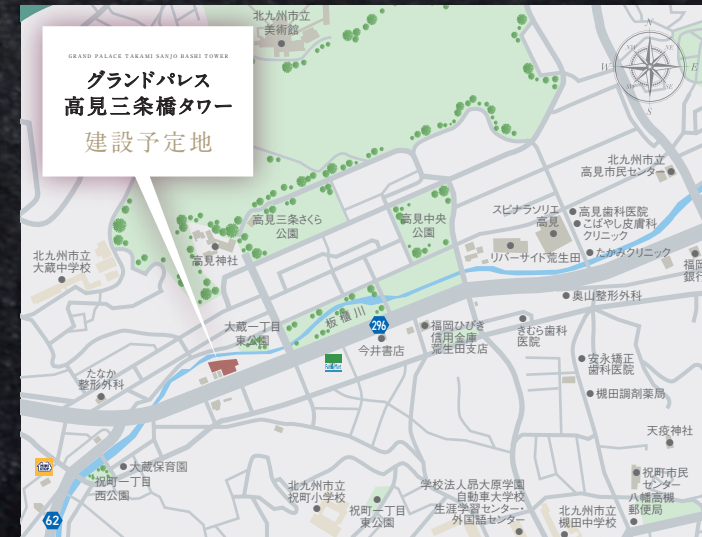 北九州市立
美術館
GRAND PALACE TAKAMI SANJO BASHI TOWER
グランドパレス
高見三条橋タワー
建設予定地
N
NW
NE
W
E
SW
SE
S
北九州市立
高見市民センター
高見三条さくら
公園
高見中央
公園
スピナラソリエ
高見
高見歯科医院
こばやし皮膚科
クリニック
たかみクリニック
リバーサイド荒生田
福岡
銀行
北九州市立
大蔵中学校
高見神社
奥山整形外科
大蔵一丁目
東公園
板櫃川
296
今井書店
福岡ひびき
信用金庫
荒生田支店
きむら歯科
医院
安永矯正
歯科医院
槻田調剤薬局
たなか
整形外科
天疫神社
大蔵保育園
祝町一丁目
西公園
62
北九州市立
祝町小学校
祝町一丁目
東公園
学校法人昂大原学園
自動車大学校
生涯学習センター・
外国語センター
北九州市立
槻田中学校
祝町市民
センター
八幡高槻
郵便局